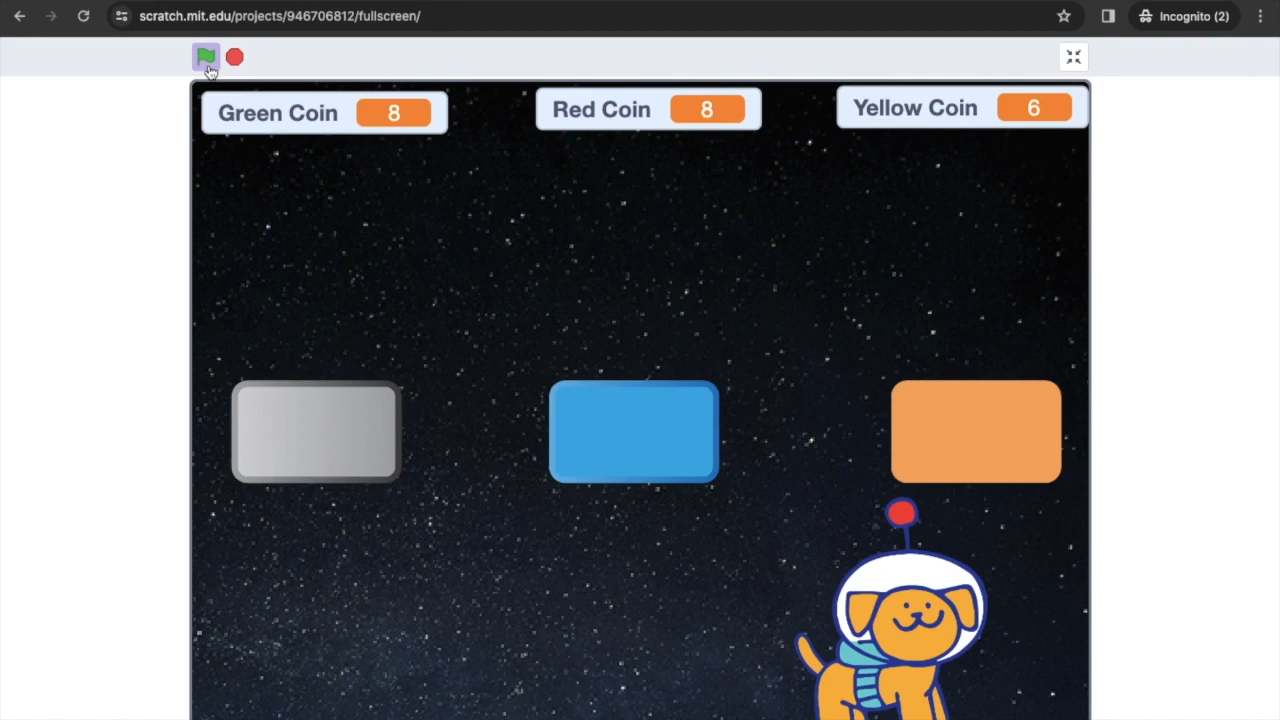 scratch.mit.edu/projects/946706812/fullscreen/
Incognito (2)
Green Coin 8
Red Coin 8
Yellow Coin 6